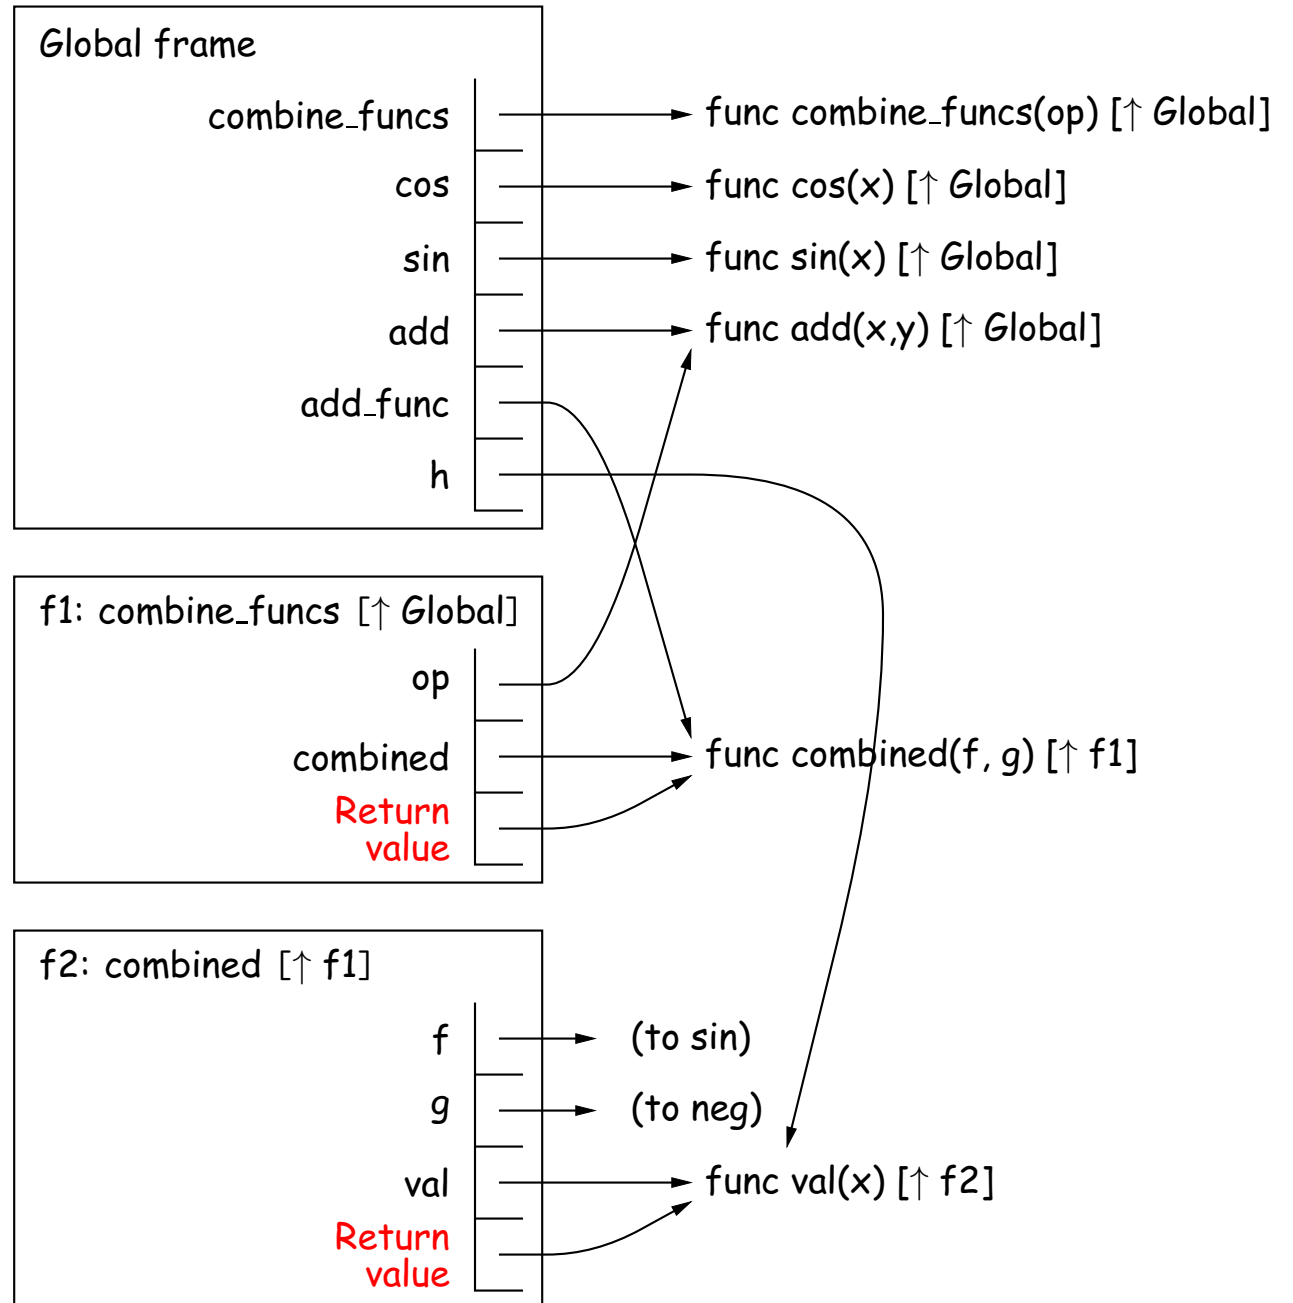 Global frame
combine_funcs func combine_funcs(op) [↑ Global]
cos func cos(x) [↑ Global]
sin func sin(x) [↑ Global]
add func add(x,y) [↑ Global]
add_func
h
f1: combine_funcs [↑ Global]
op
combined func combined(f, g) [↑ f1]
Return
value
f2: combined [↑ f1]
f (to sin)
g (to neg)
val func val(x) [↑ f2]
Return
value